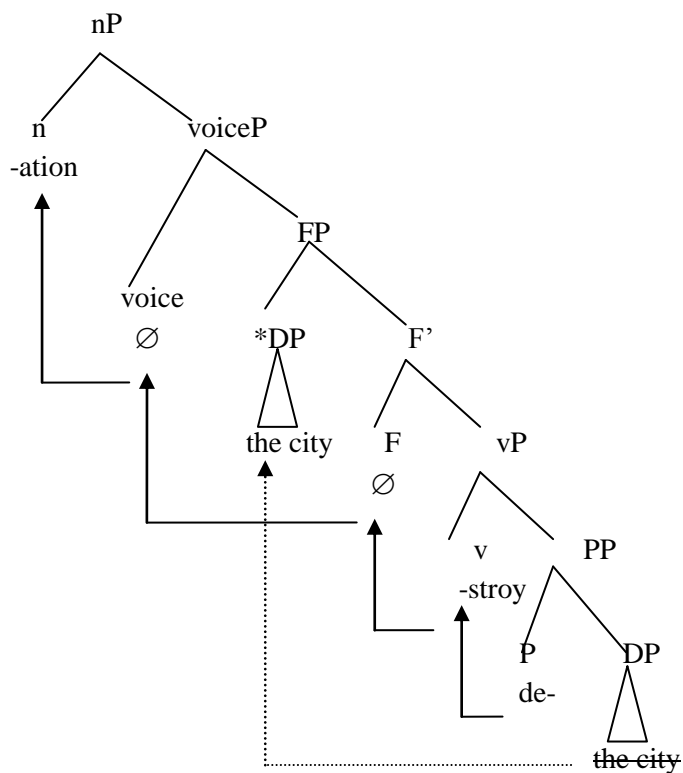 nP
n voiceP
-ation
FP
voice
∅ *DP F’
the city F vP
∅
v PP
-stroy
P DP
de-
the city